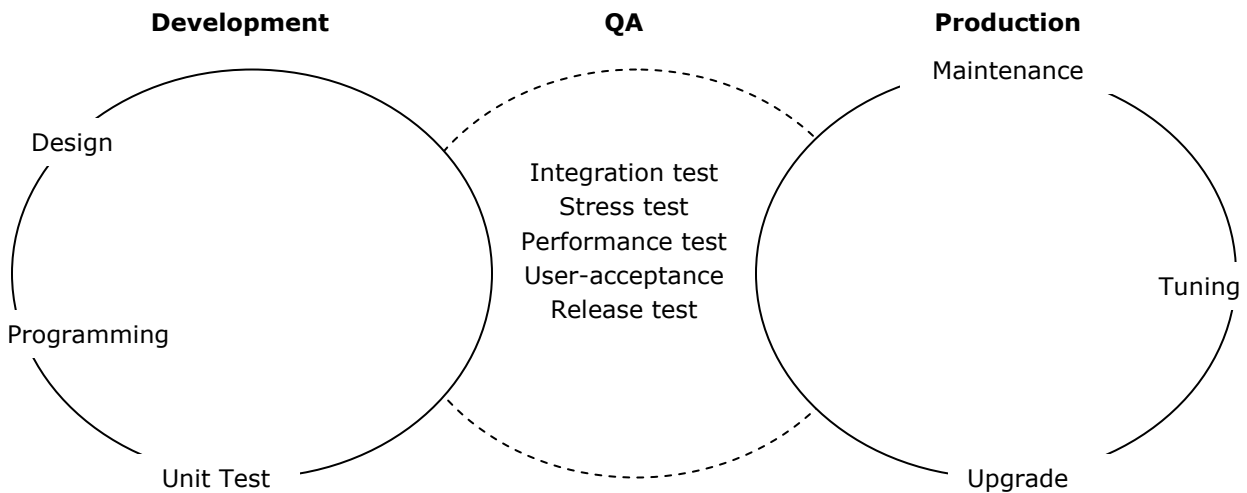 Development
QA
Production
Maintenance
Design
Integration test
Stress test
Performance test
User-acceptance
Release test
Tuning
Programming
Unit Test
Upgrade